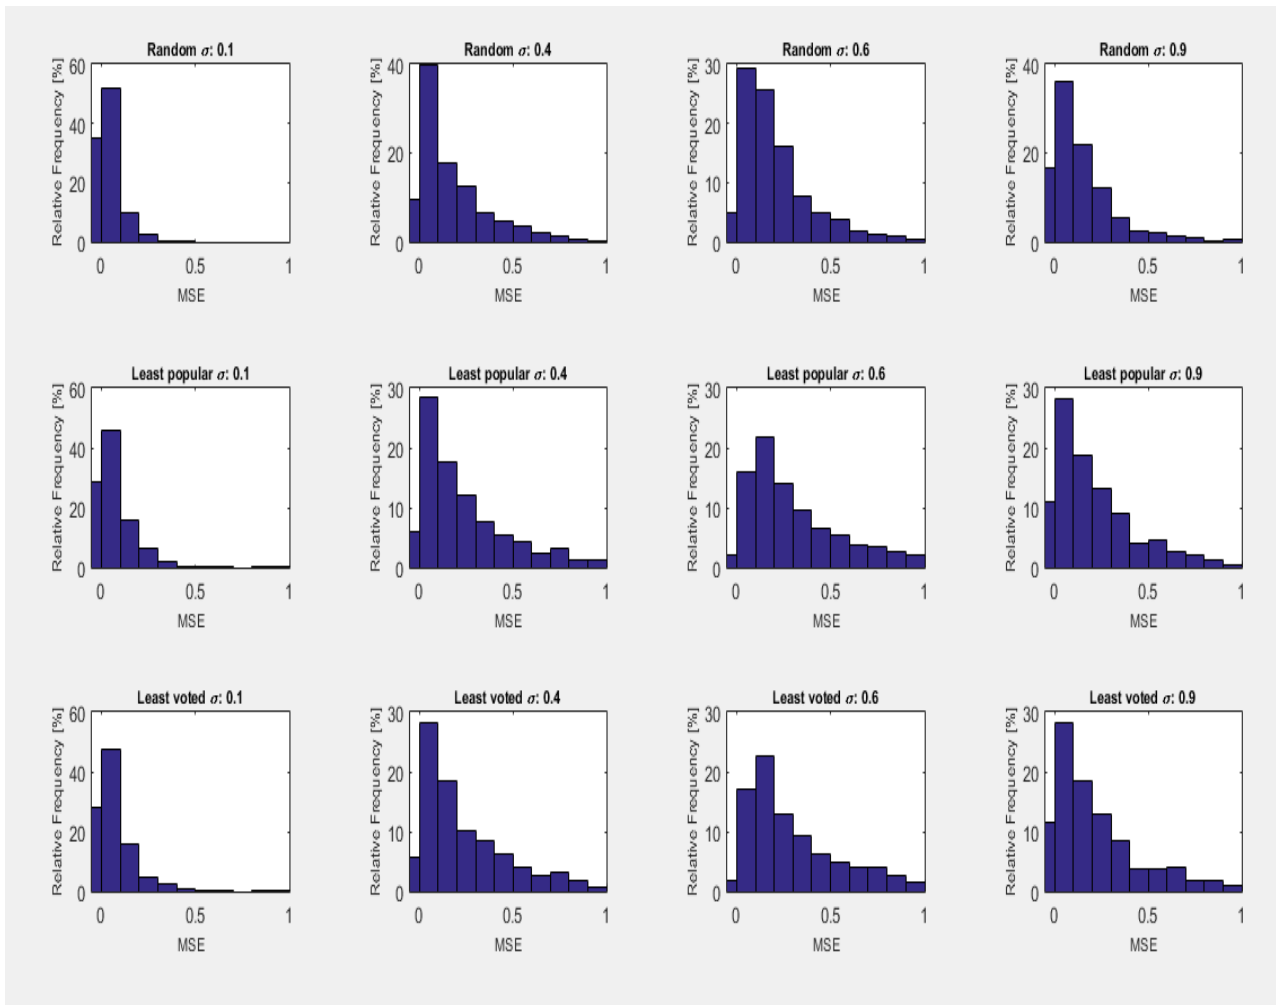 Random σ: 0.1
Relative Frequency [%]
60
40
20
0
0 0.5 1
MSE
Random σ: 0.4
Relative Frequency [%]
40
20
0
0 0.5 1
MSE
Random σ: 0.6
Relative Frequency [%]
30
20
10
0
0 0.5 1
MSE
Random σ: 0.9
Relative Frequency [%]
40
20
0
0 0.5 1
MSE
Least popular σ: 0.1
Relative Frequency [%]
60
40
20
0
0 0.5 1
MSE
Least popular σ: 0.4
Relative Frequency [%]
30
20
10
0
0 0.5 1
MSE
Least popular σ: 0.6
Relative Frequency [%]
30
20
10
0
0 0.5 1
MSE
Least popular σ: 0.9
Relative Frequency [%]
30
20
10
0
0 0.5 1
MSE
Least voted σ: 0.1
Relative Frequency [%]
60
40
20
0
0 0.5 1
MSE
Least voted σ: 0.4
Relative Frequency [%]
30
20
10
0
0 0.5 1
MSE
Least voted σ: 0.6
Relative Frequency [%]
30
20
10
0
0 0.5 1
MSE
Least voted σ: 0.9
Relative Frequency [%]
30
20
10
0
0 0.5 1
MSE